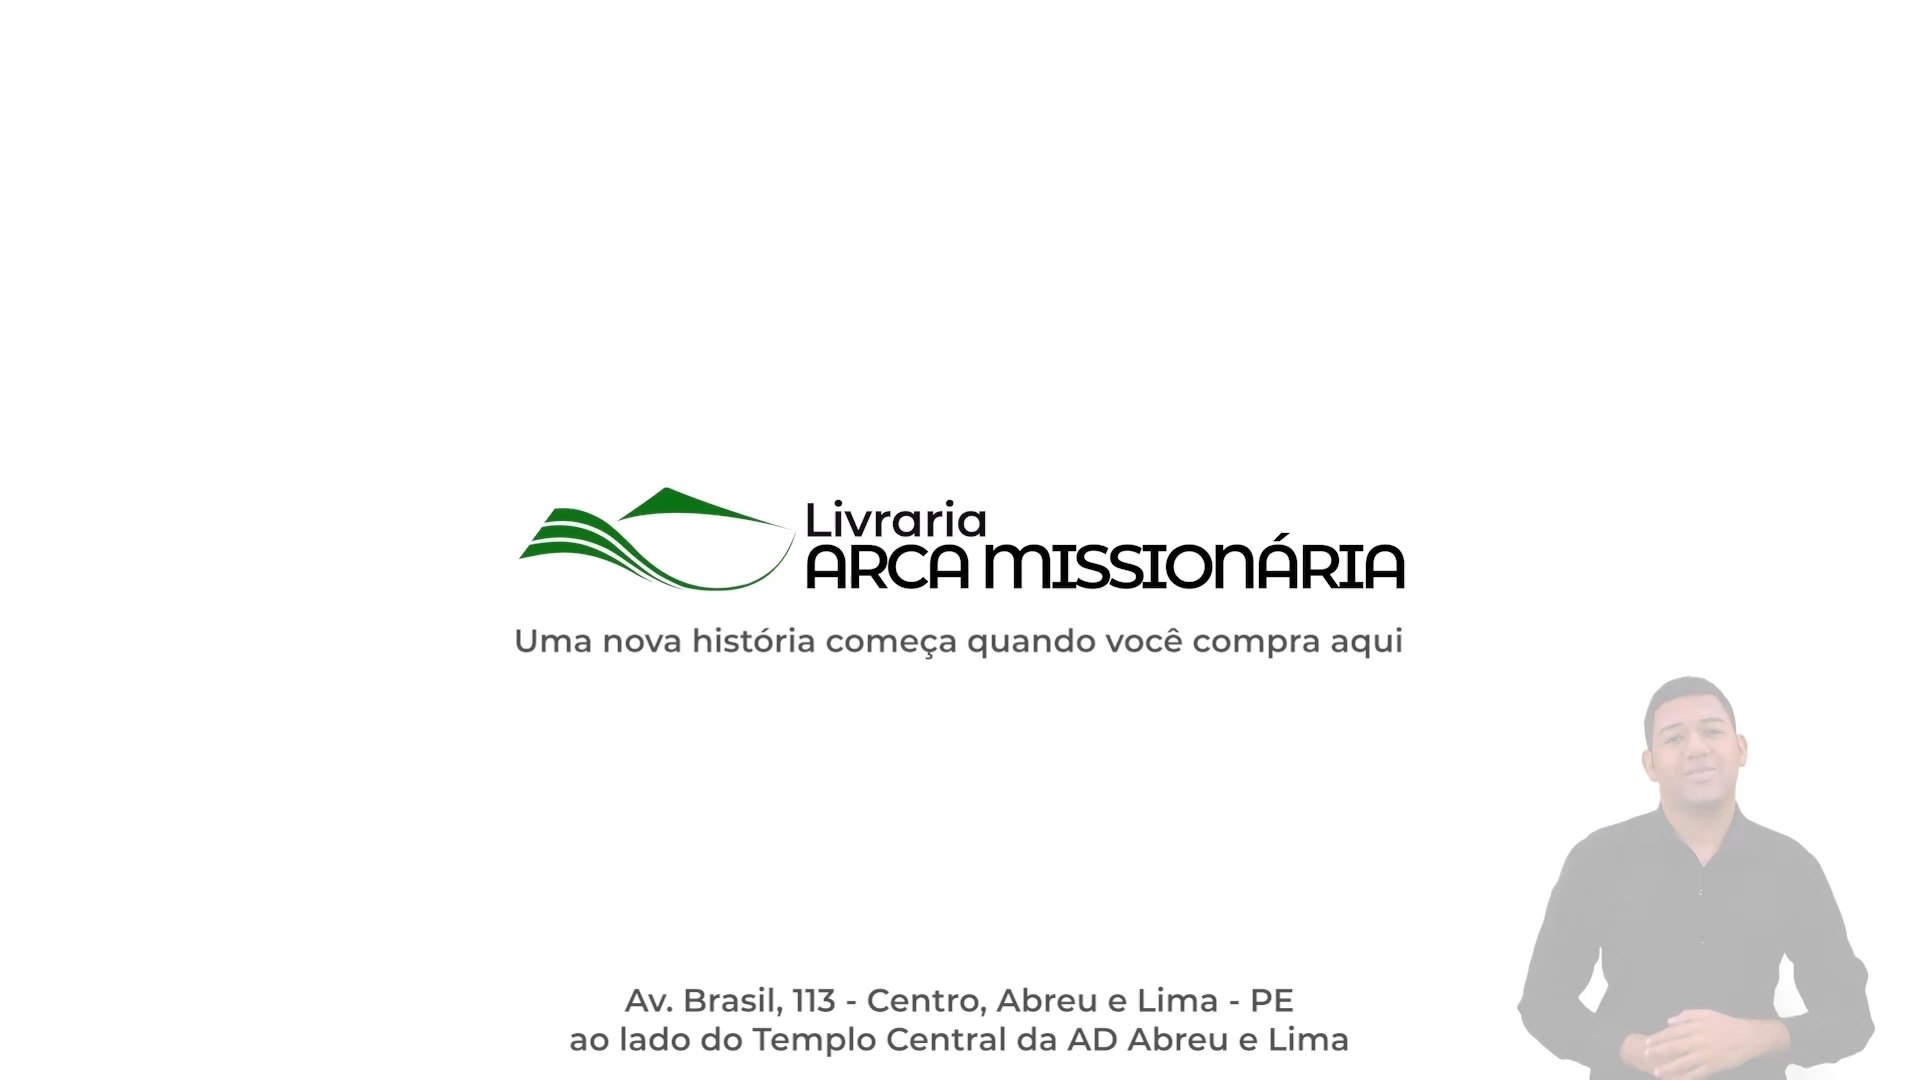 Livraria
ARCA MISSIONÁRIA
Uma nova história começa quando você compra aqui
Av. Brasil, 113 - Centro, Abreu e Lima - PE
ao lado do Templo Central da AD Abreu e Lima